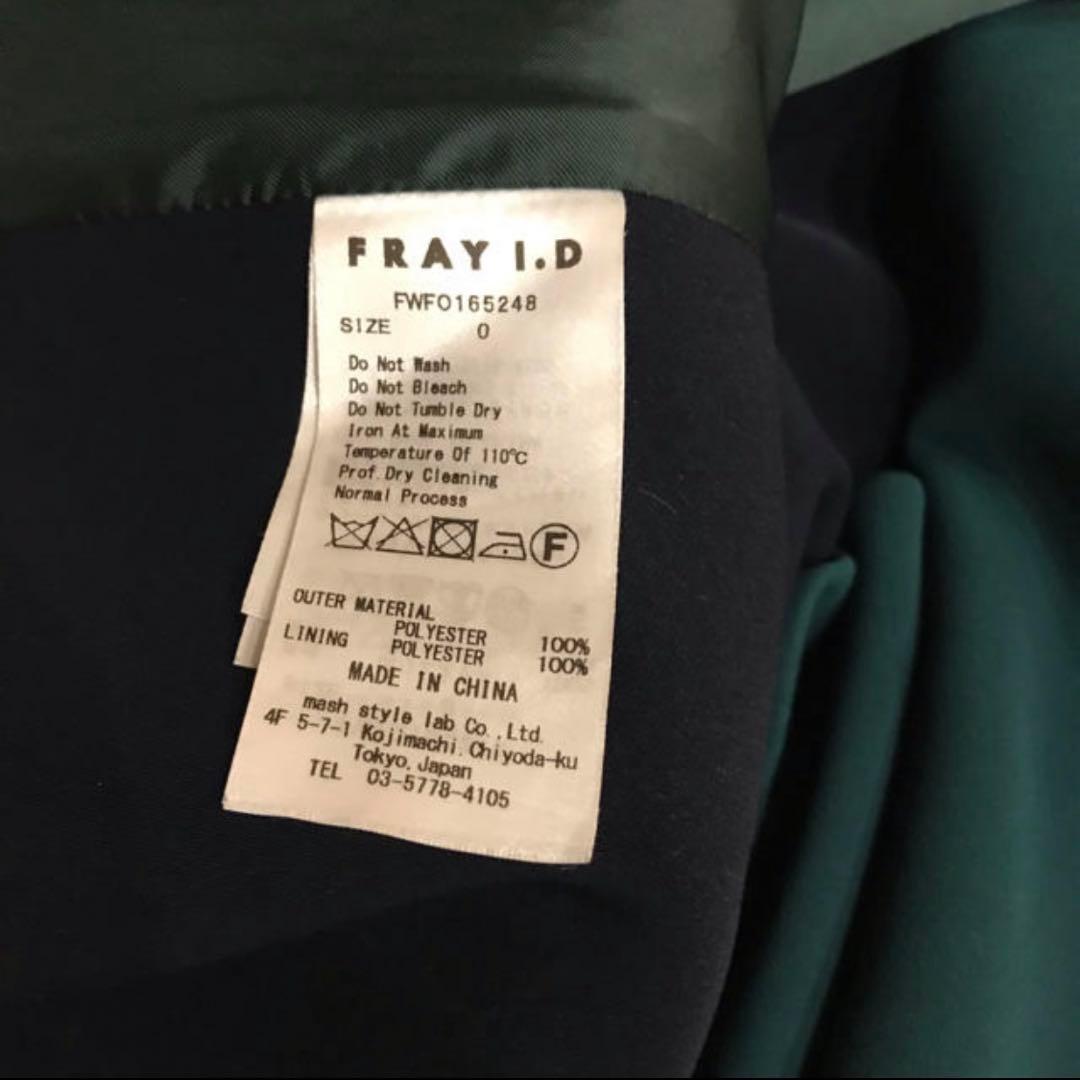 FRAY I.D
FWFO165248
SIZE 0
Do Not Wash
Do Not Bleach
Do Not Tumble Dry
Iron At Maximum
Temperature Of 110℃
Prof.Dry Cleaning
Normal Process
F
OUTER MATERIAL
POLYESTER 100%
LINING POLYESTER 100%
MADE IN CHINA
mash style lab Co.,Ltd.
4F 5-7-1 Kojimachi.Chiyoda-ku
Tokyo,Japan
TEL 03-5778-4105